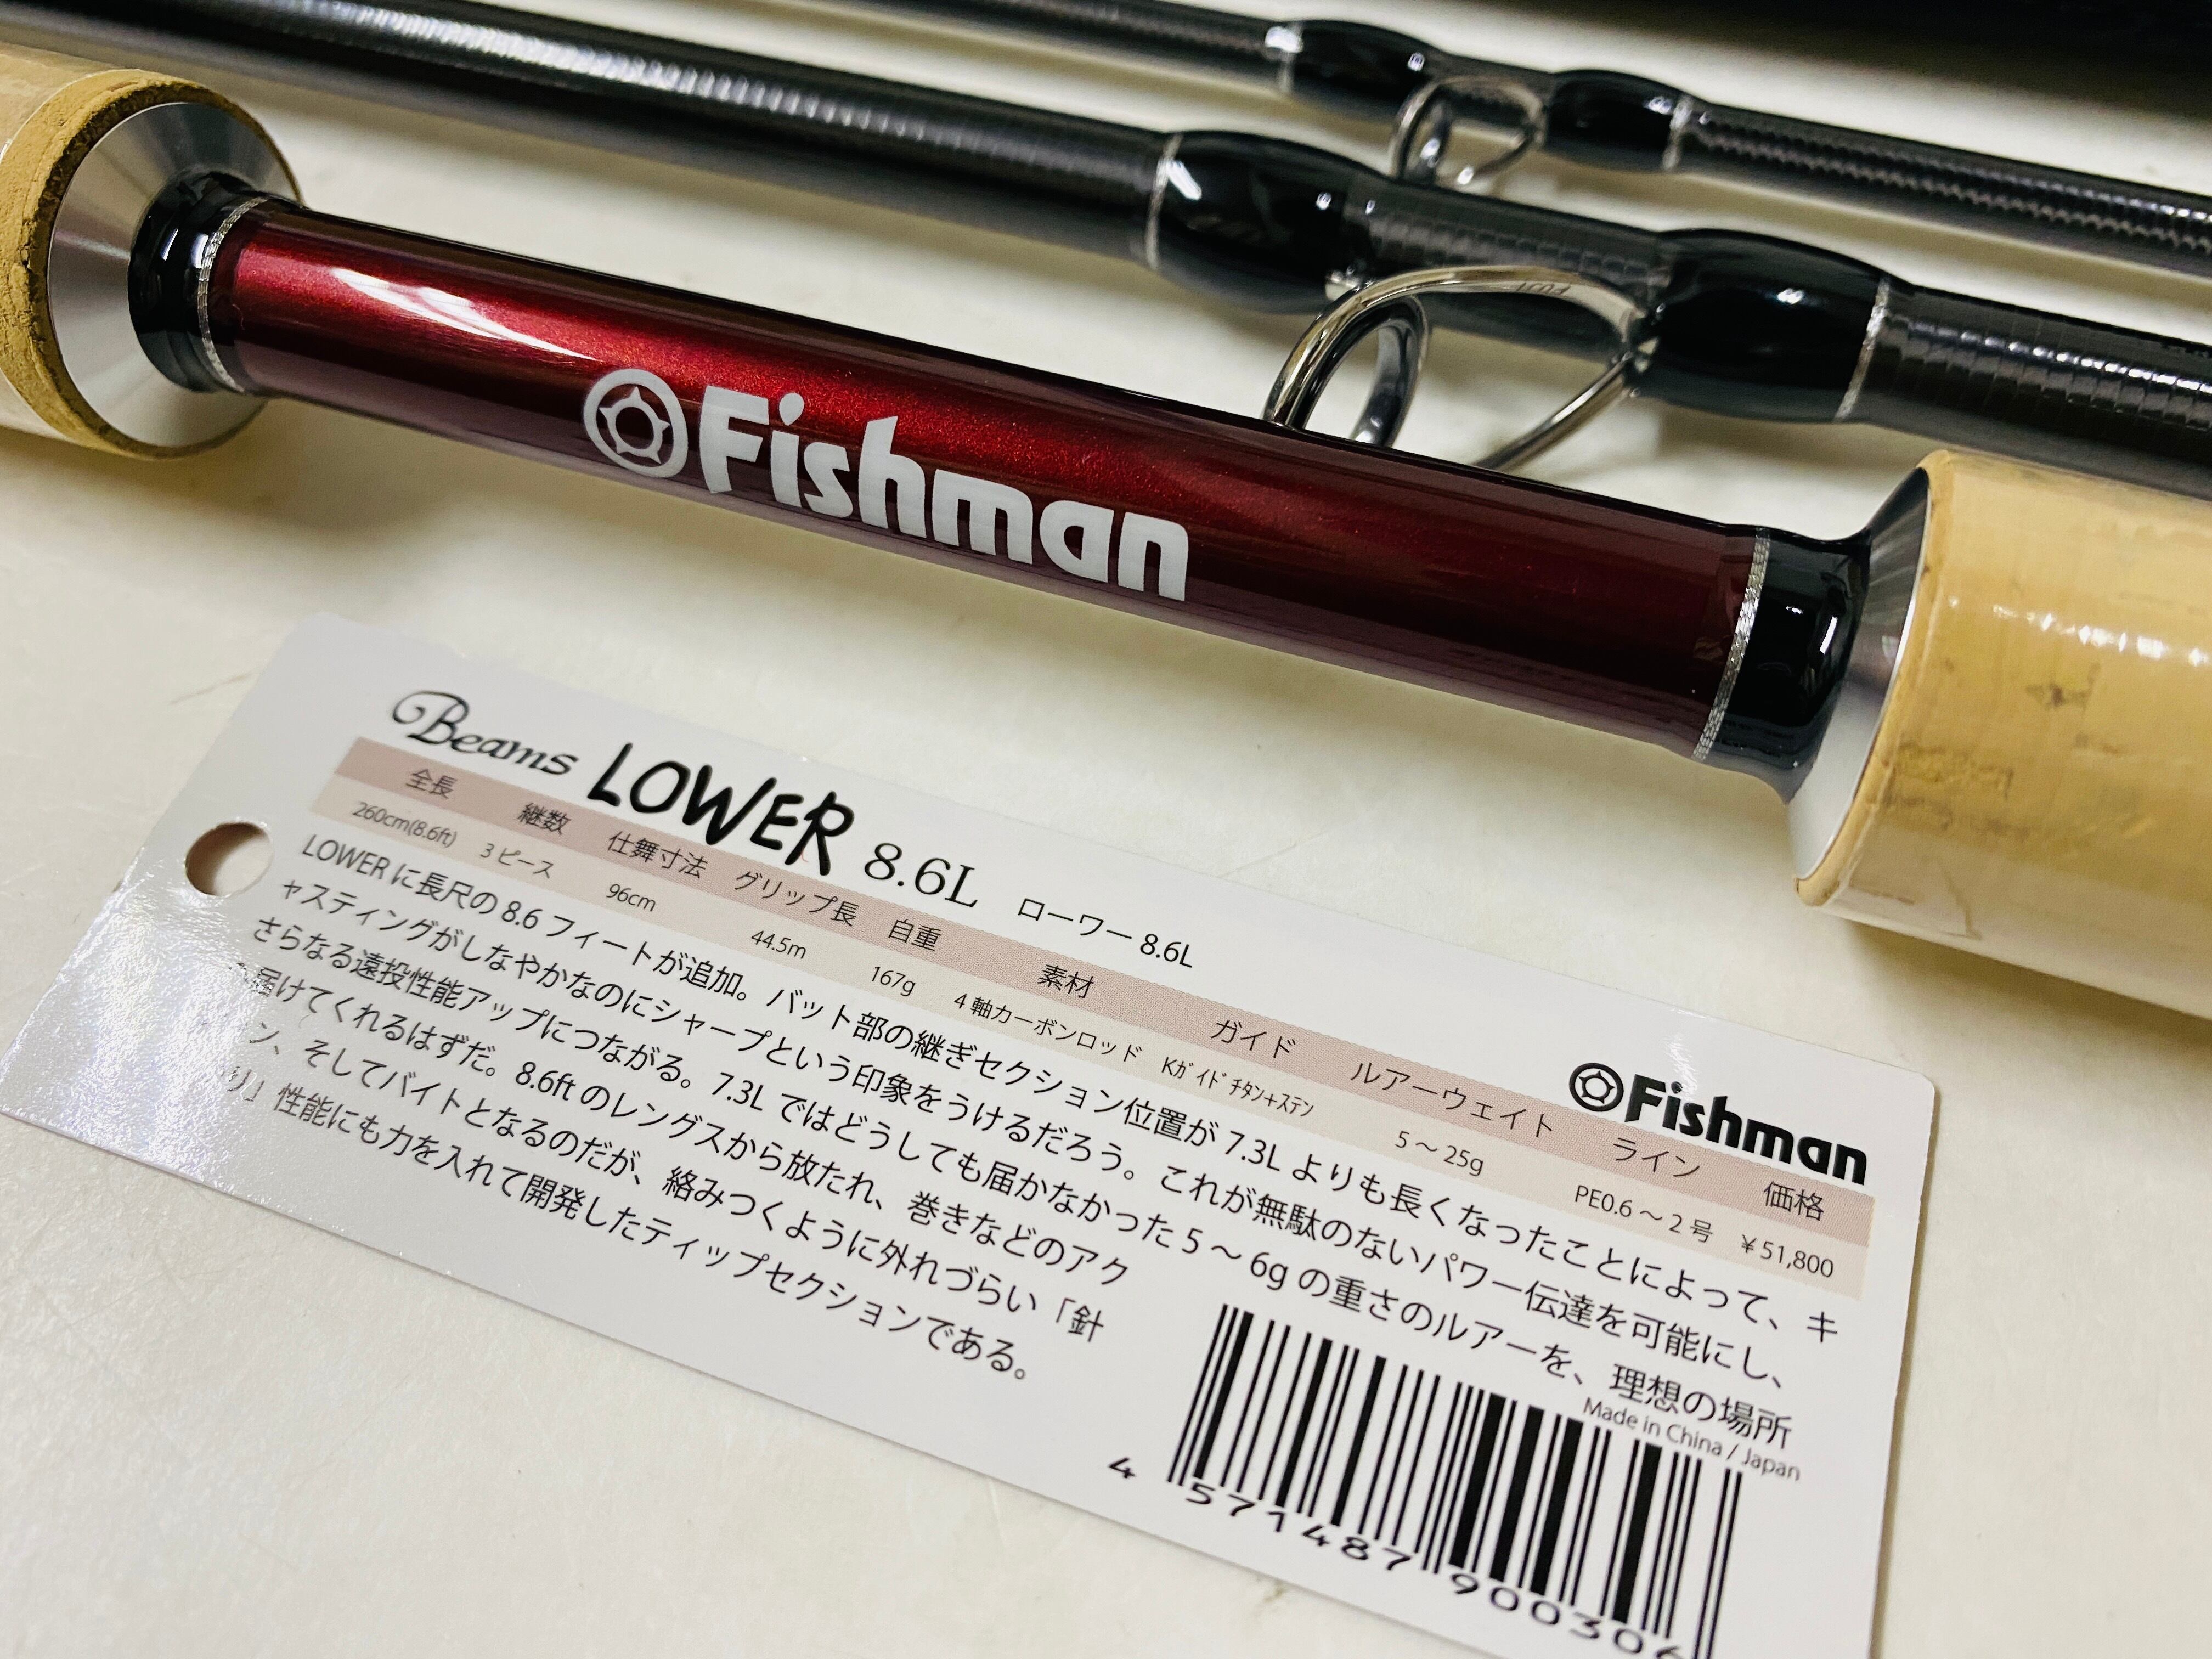 FUJI
Fishman
Beams LOWER 8.6L ローワー 8.6L
Fishman
全長 継数 仕舞寸法 グリップ長 自重 素材 ガイド ルアーウェイト ライン 価格
260cm(8.6ft) 3 ピース 96cm 44.5m 167g 4 軸カーボンロッド Kガイド チタン+ステン 5 ～ 25g PE0.6 ～ 2 号 ￥51,800
LOWER に長尺の 8.6 フィートが追加。バット部の継ぎセクション位置が 7.3L よりも長くなったことによって、キ
ャスティングがしなやかなのにシャープという印象をうけるだろう。これが無駄のないパワー伝達を可能にし、
さらなる遠投性能アップにつながる。7.3L ではどうしても届かなかった 5 ～ 6g の重さのルアーを、理想の場所
届けてくれるはずだ。8.6ft のレングスから放たれ、巻きなどのアク
ン、そしてバイトとなるのだが、絡みつくように外れづらい「針
り」性能にも力を入れて開発したティップセクションである。
Made in China / Japan
4 571487 900306